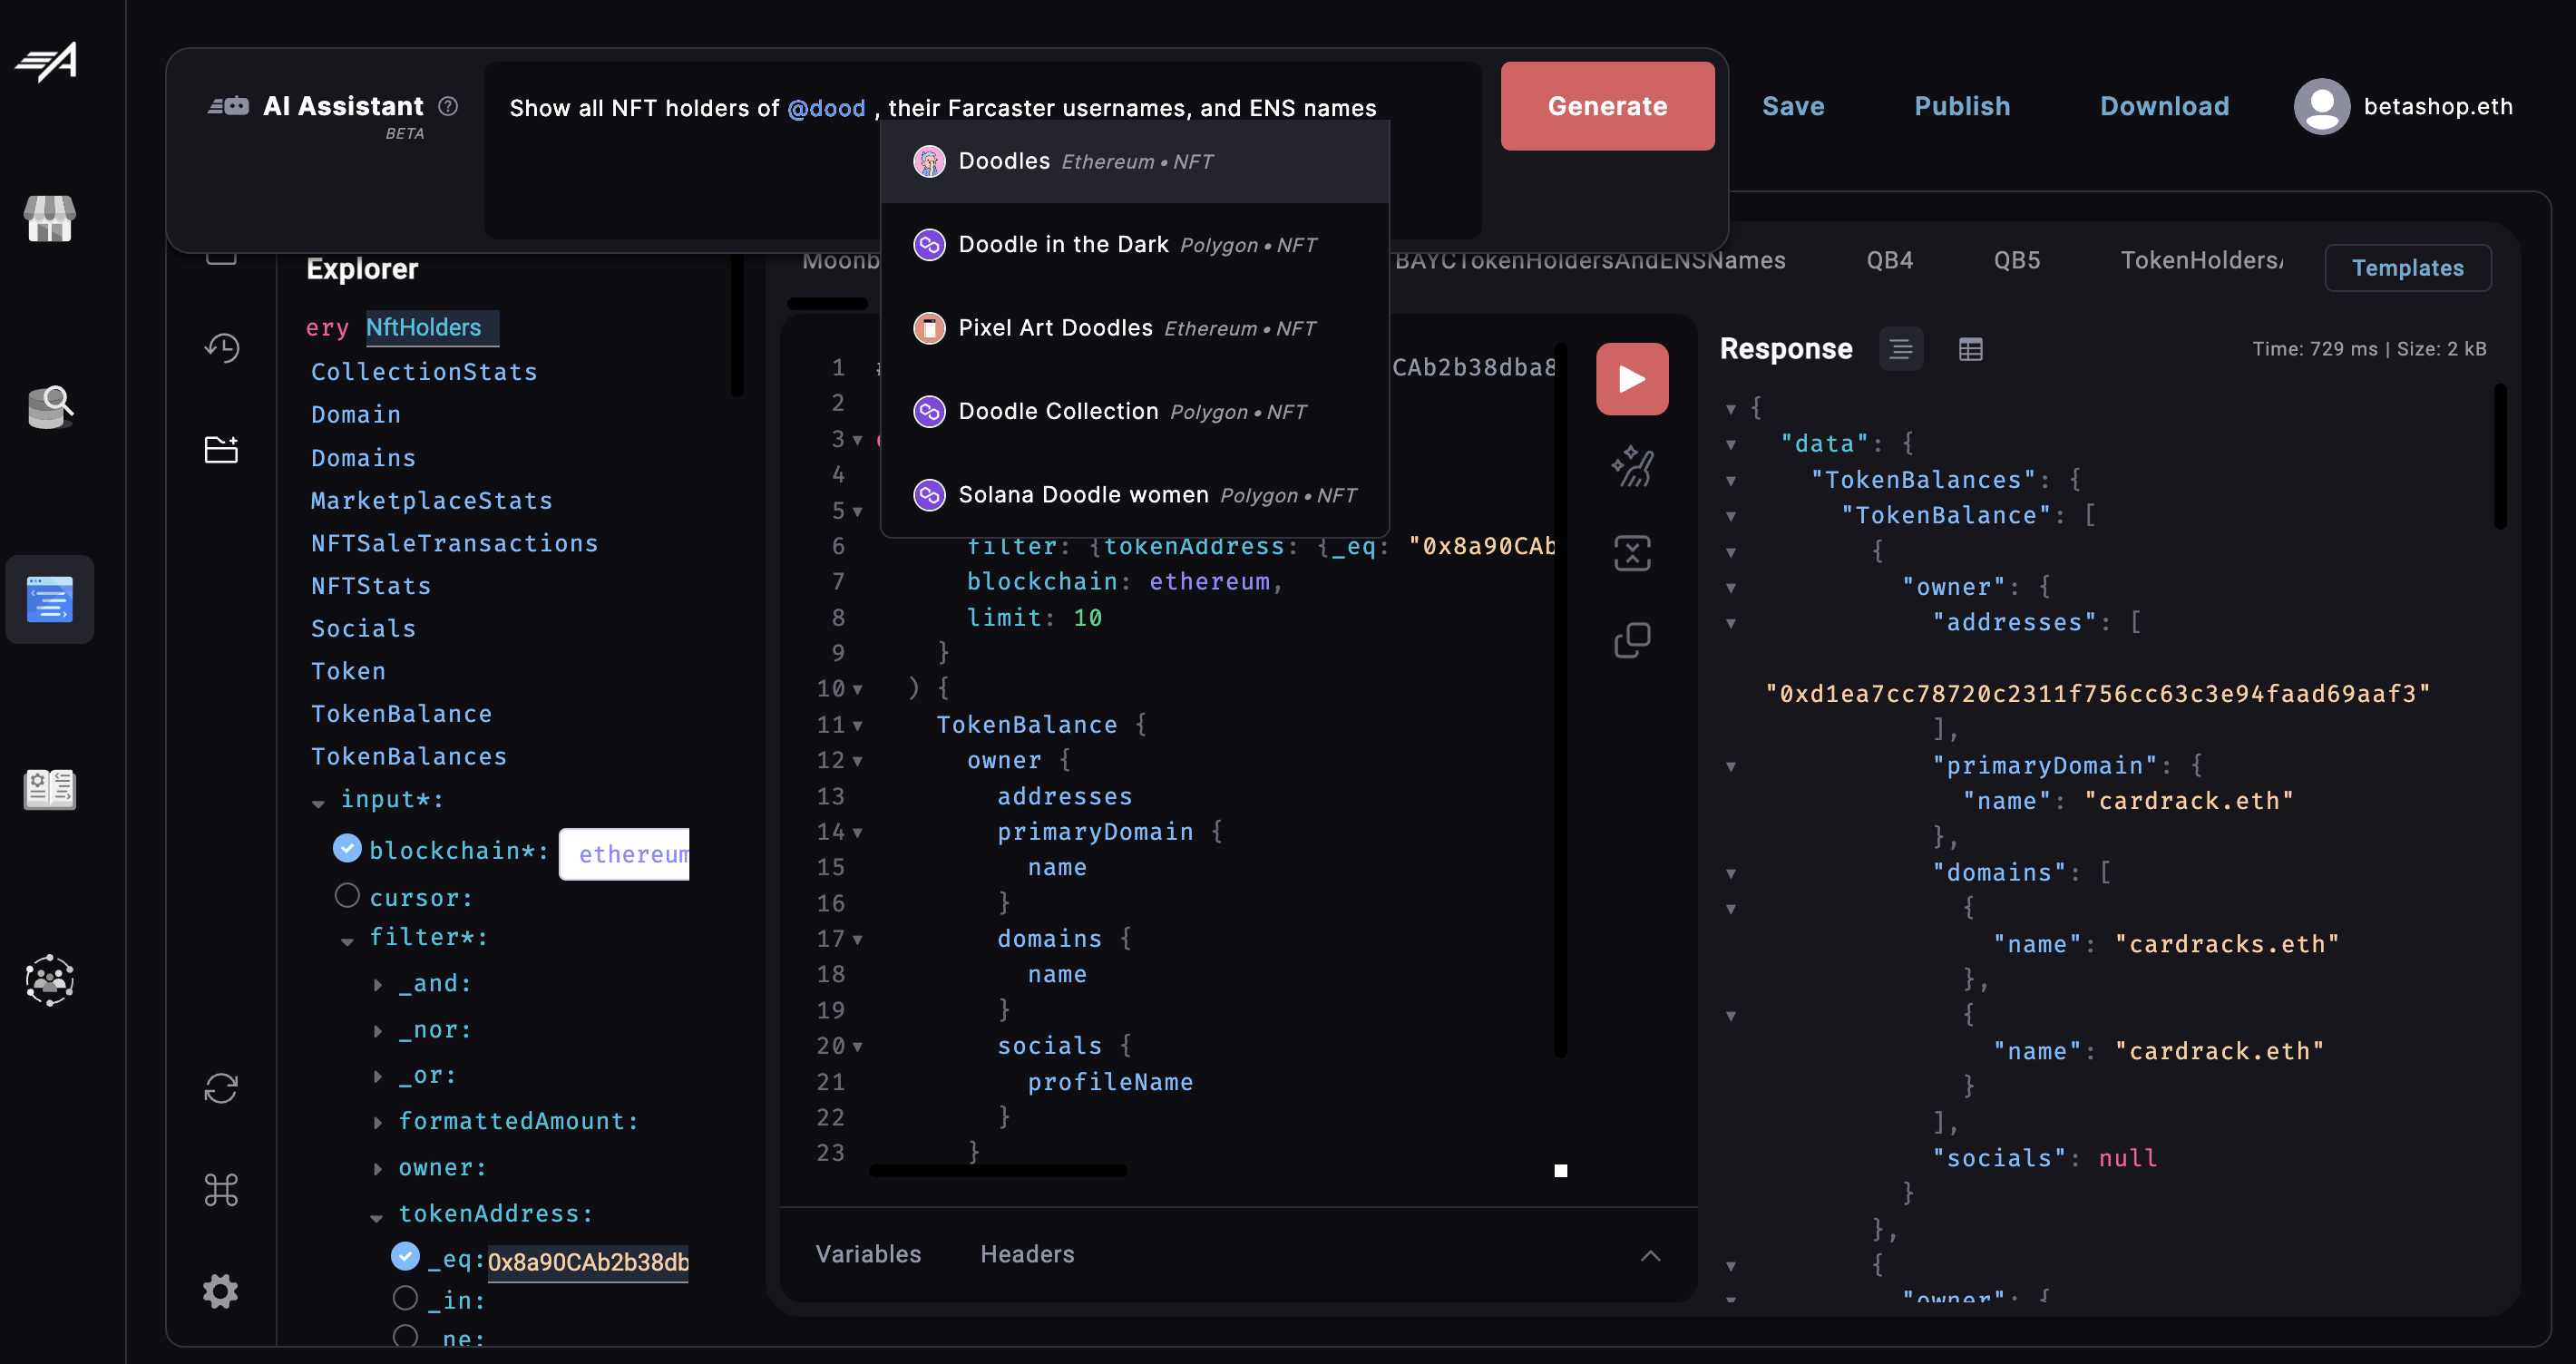 AI Assistant
BETA
Show all NFT holders of @dood , their Farcaster usernames, and ENS names
Generate
Save
Publish
Download
betashop.eth
Doodles Ethereum • NFT
Doodle in the Dark Polygon • NFT
Pixel Art Doodles Ethereum • NFT
Doodle Collection Polygon • NFT
Solana Doodle women Polygon • NFT
Explorer
ery NftHolders
CollectionStats
Domain
Domains
MarketplaceStats
NFTSaleTransactions
NFTStats
Socials
Token
TokenBalance
TokenBalances
input*:
blockchain*: ethereum
cursor:
filter*:
_and:
_nor:
_or:
formattedAmount:
owner:
tokenAddress:
_eq: 0x8a90CAb2b38db
_in:
_ne:
Moonb
BAYCTokenHoldersAndENSNames
QB4
QB5
TokenHolders
Templates
1 CAb2b38dba8
2
3
4
5
6 filter: {tokenAddress: {_eq: "0x8a90CAb
7 blockchain: ethereum,
8 limit: 10
9 }
10 ) {
11 TokenBalance {
12 owner {
13 addresses
14 primaryDomain {
15 name
16 }
17 domains {
18 name
19 }
20 socials {
21 profileName
22 }
23 }
Variables
Headers
Response
Time: 729 ms | Size: 2 kB
{
"data": {
"TokenBalances": {
"TokenBalance": [
{
"owner": {
"addresses": [
"0xd1ea7cc78720c2311f756cc63c3e94faad69aaf3"
],
"primaryDomain": {
"name": "cardrack.eth"
},
"domains": [
{
"name": "cardracks.eth"
},
{
"name": "cardrack.eth"
}
],
"socials": null
}
},
{
"owner": {